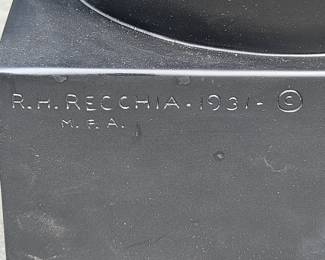 R.H. RECCHIA · 1931 - ©
M. F. A.